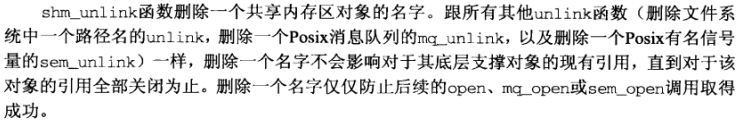 shm_unlink函数删除一个共享内存区对象的名字。跟所有其他unlink函数（删除文件系
统中一个路径名的unlink，删除一个Posix消息队列的mq_unlink，以及删除一个Posix有名信号
量的sem_unlink）一样，删除一个名字不会影响对于其底层支撑对象的现有引用，直到对于该
对象的引用全部关闭为止。删除一个名字仅仅防止后续的open、mq_open或sem_open调用取得
成功。